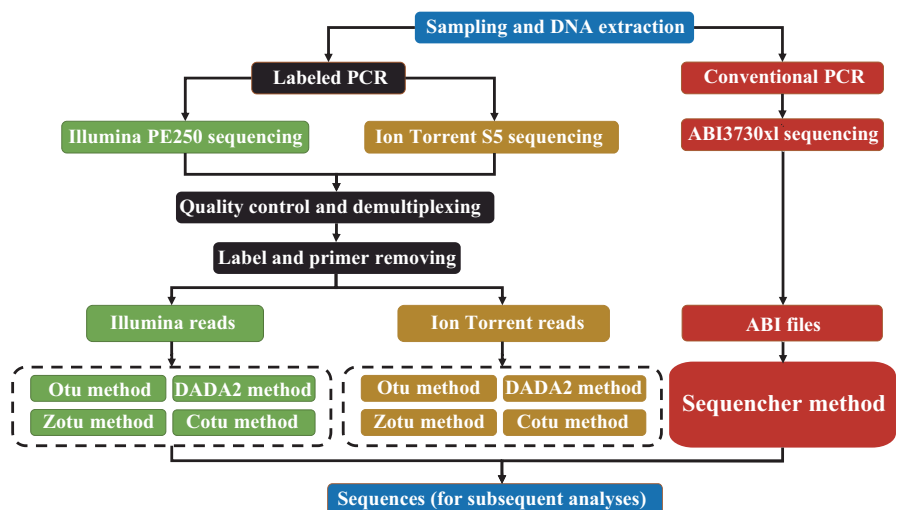 Sampling and DNA extraction
Labeled PCR
Conventional PCR
Illumina PE250 sequencing
Ion Torrent S5 sequencing
ABI3730xl sequencing
Quality control and demultiplexing
Label and primer removing
Illumina reads
Ion Torrent reads
ABI files
Otu method
DADA2 method
Otu method
DADA2 method
Sequencher method
Zotu method
Cotu method
Zotu method
Cotu method
Sequences (for subsequent analyses)